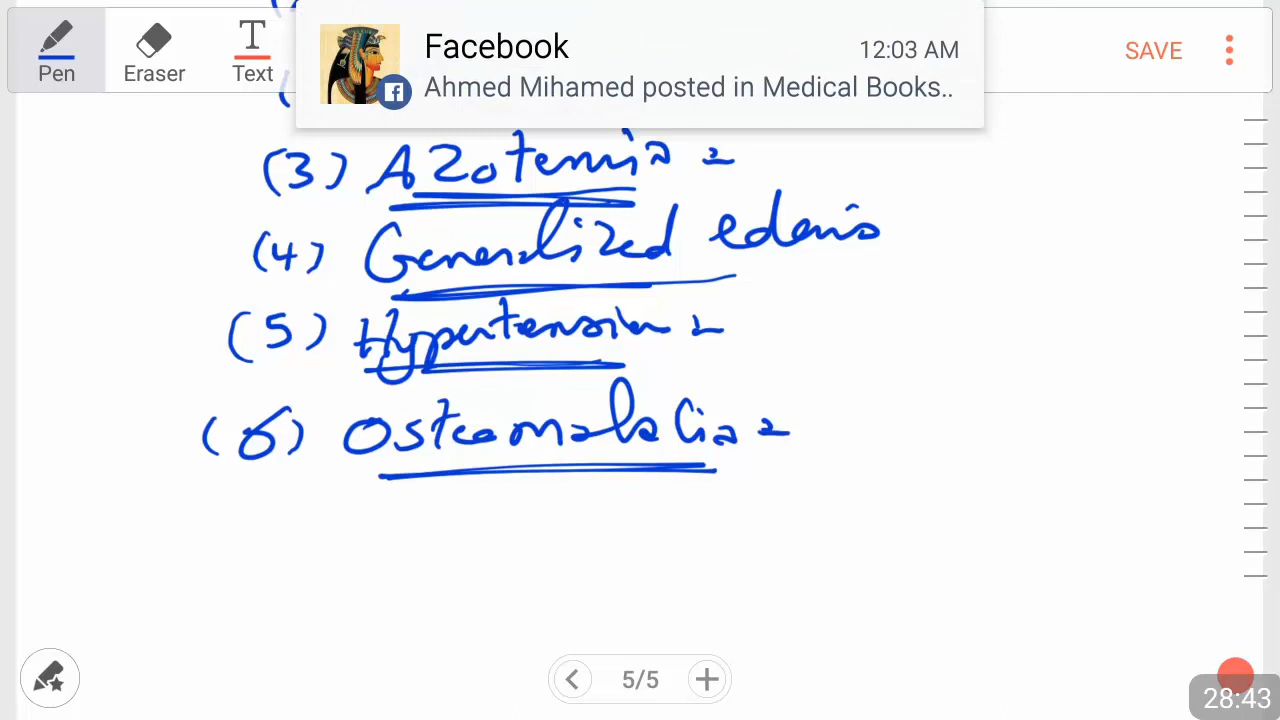 Facebook 12:03 AM
Ahmed Mihamed posted in Medical Books..
Pen Eraser Text SAVE
(3) Azotemia
(4) Generalized edema
(5) Hypertension
(6) Osteomalacia
5/5
28:43